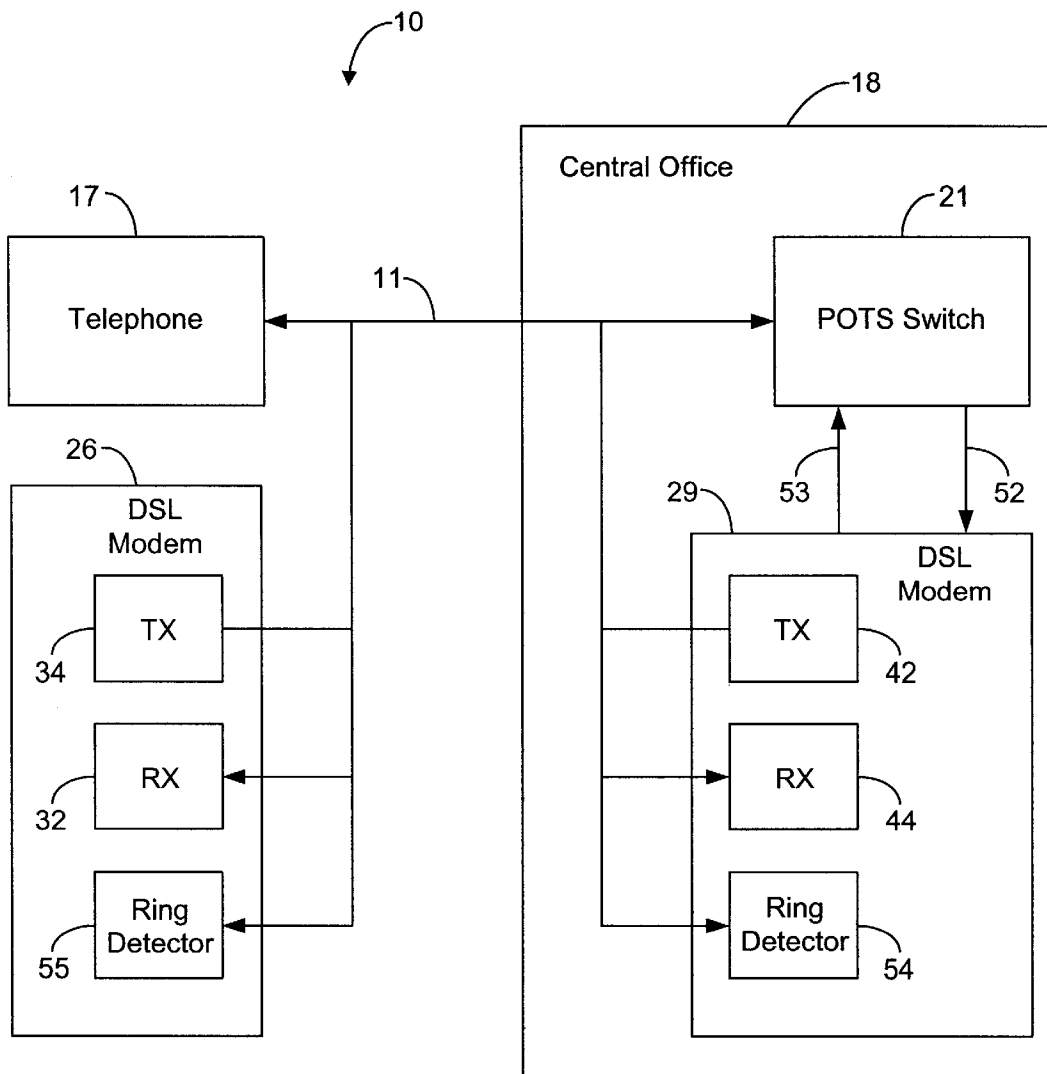 10
18
Central Office
17
21
11
Telephone
POTS Switch
26
53
52
29
DSL
Modem
DSL
Modem
TX
TX
34
42
RX
RX
32
44
Ring
Detector
Ring
Detector
55
54